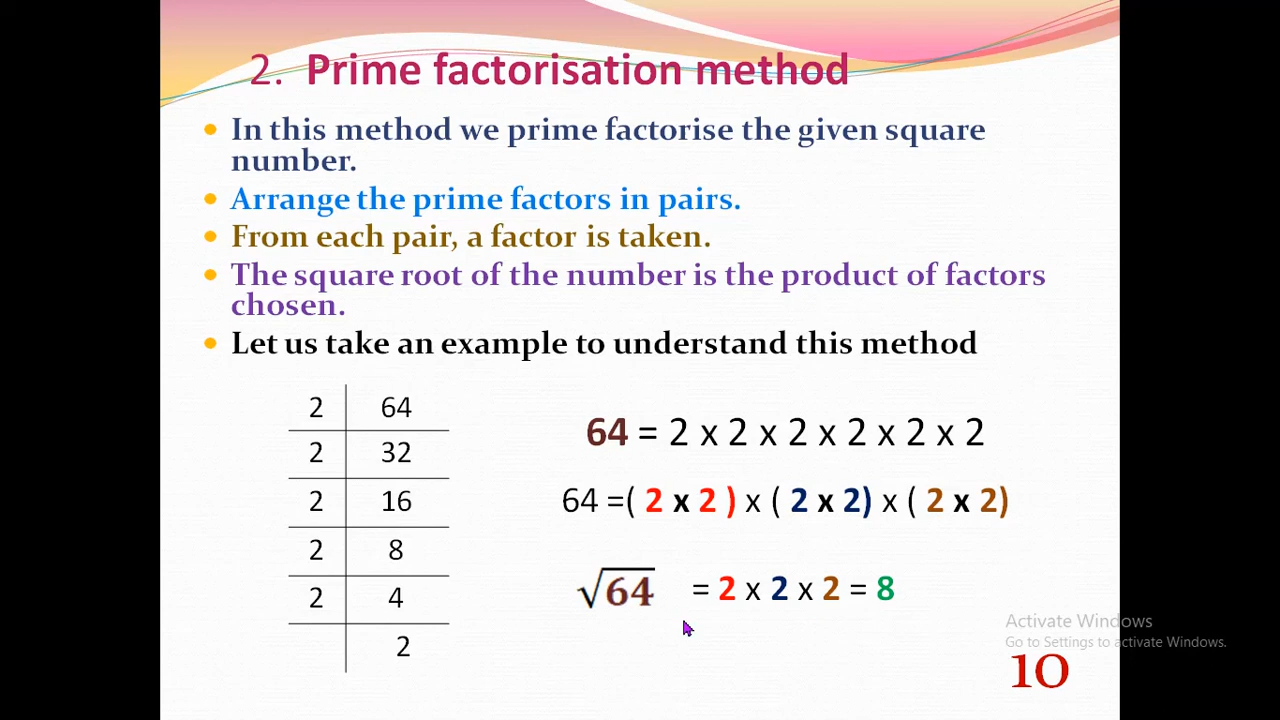 2. Prime factorisation method
• In this method we prime factorise the given square
number.
• Arrange the prime factors in pairs.
• From each pair, a factor is taken.
• The square root of the number is the product of factors
chosen.
• Let us take an example to understand this method
2 64
2 32
2 16
2 8
2 4
2
64 = 2 x 2 x 2 x 2 x 2 x 2
64 =( 2 x 2 ) x ( 2 x 2) x ( 2 x 2)
√64 = 2 x 2 x 2 = 8
Activate Windows
Go to Settings to activate Windows.
10